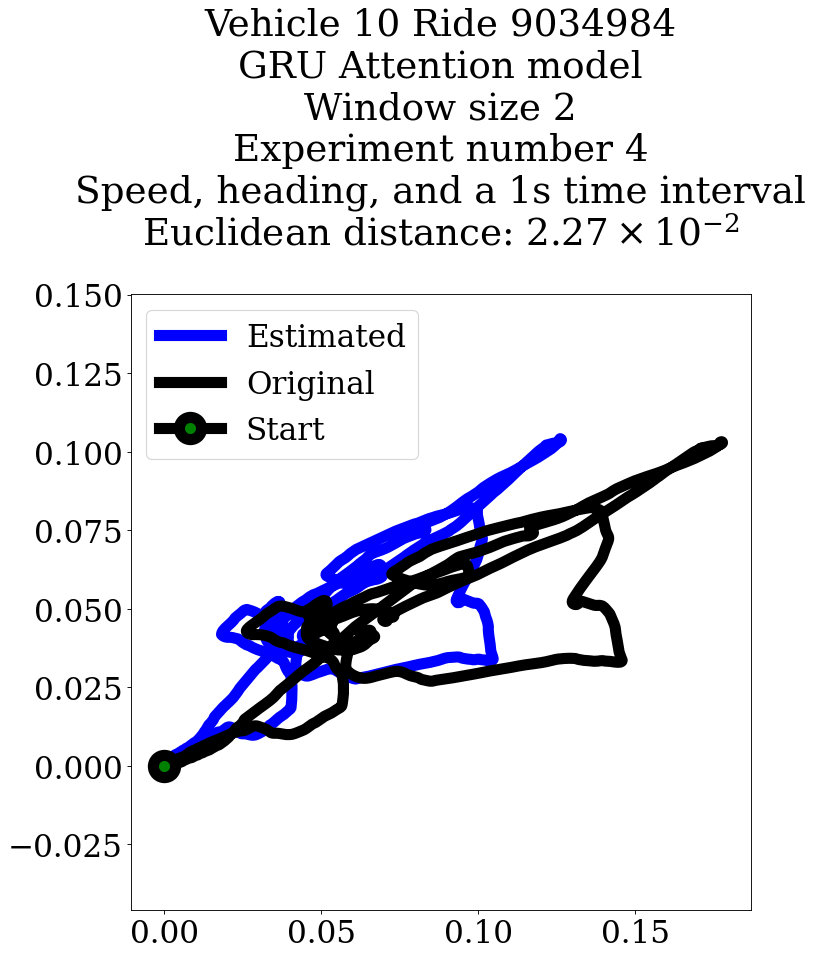 Vehicle 10 Ride 9034984
GRU Attention model
Window size 2
Experiment number 4
Speed, heading, and a 1s time interval
Euclidean distance: 2.27 × 10⁻²
0.150
Estimated
0.125
Original
Start
0.100
0.075
0.050
0.025
0.000
−0.025
0.00 0.05 0.10 0.15